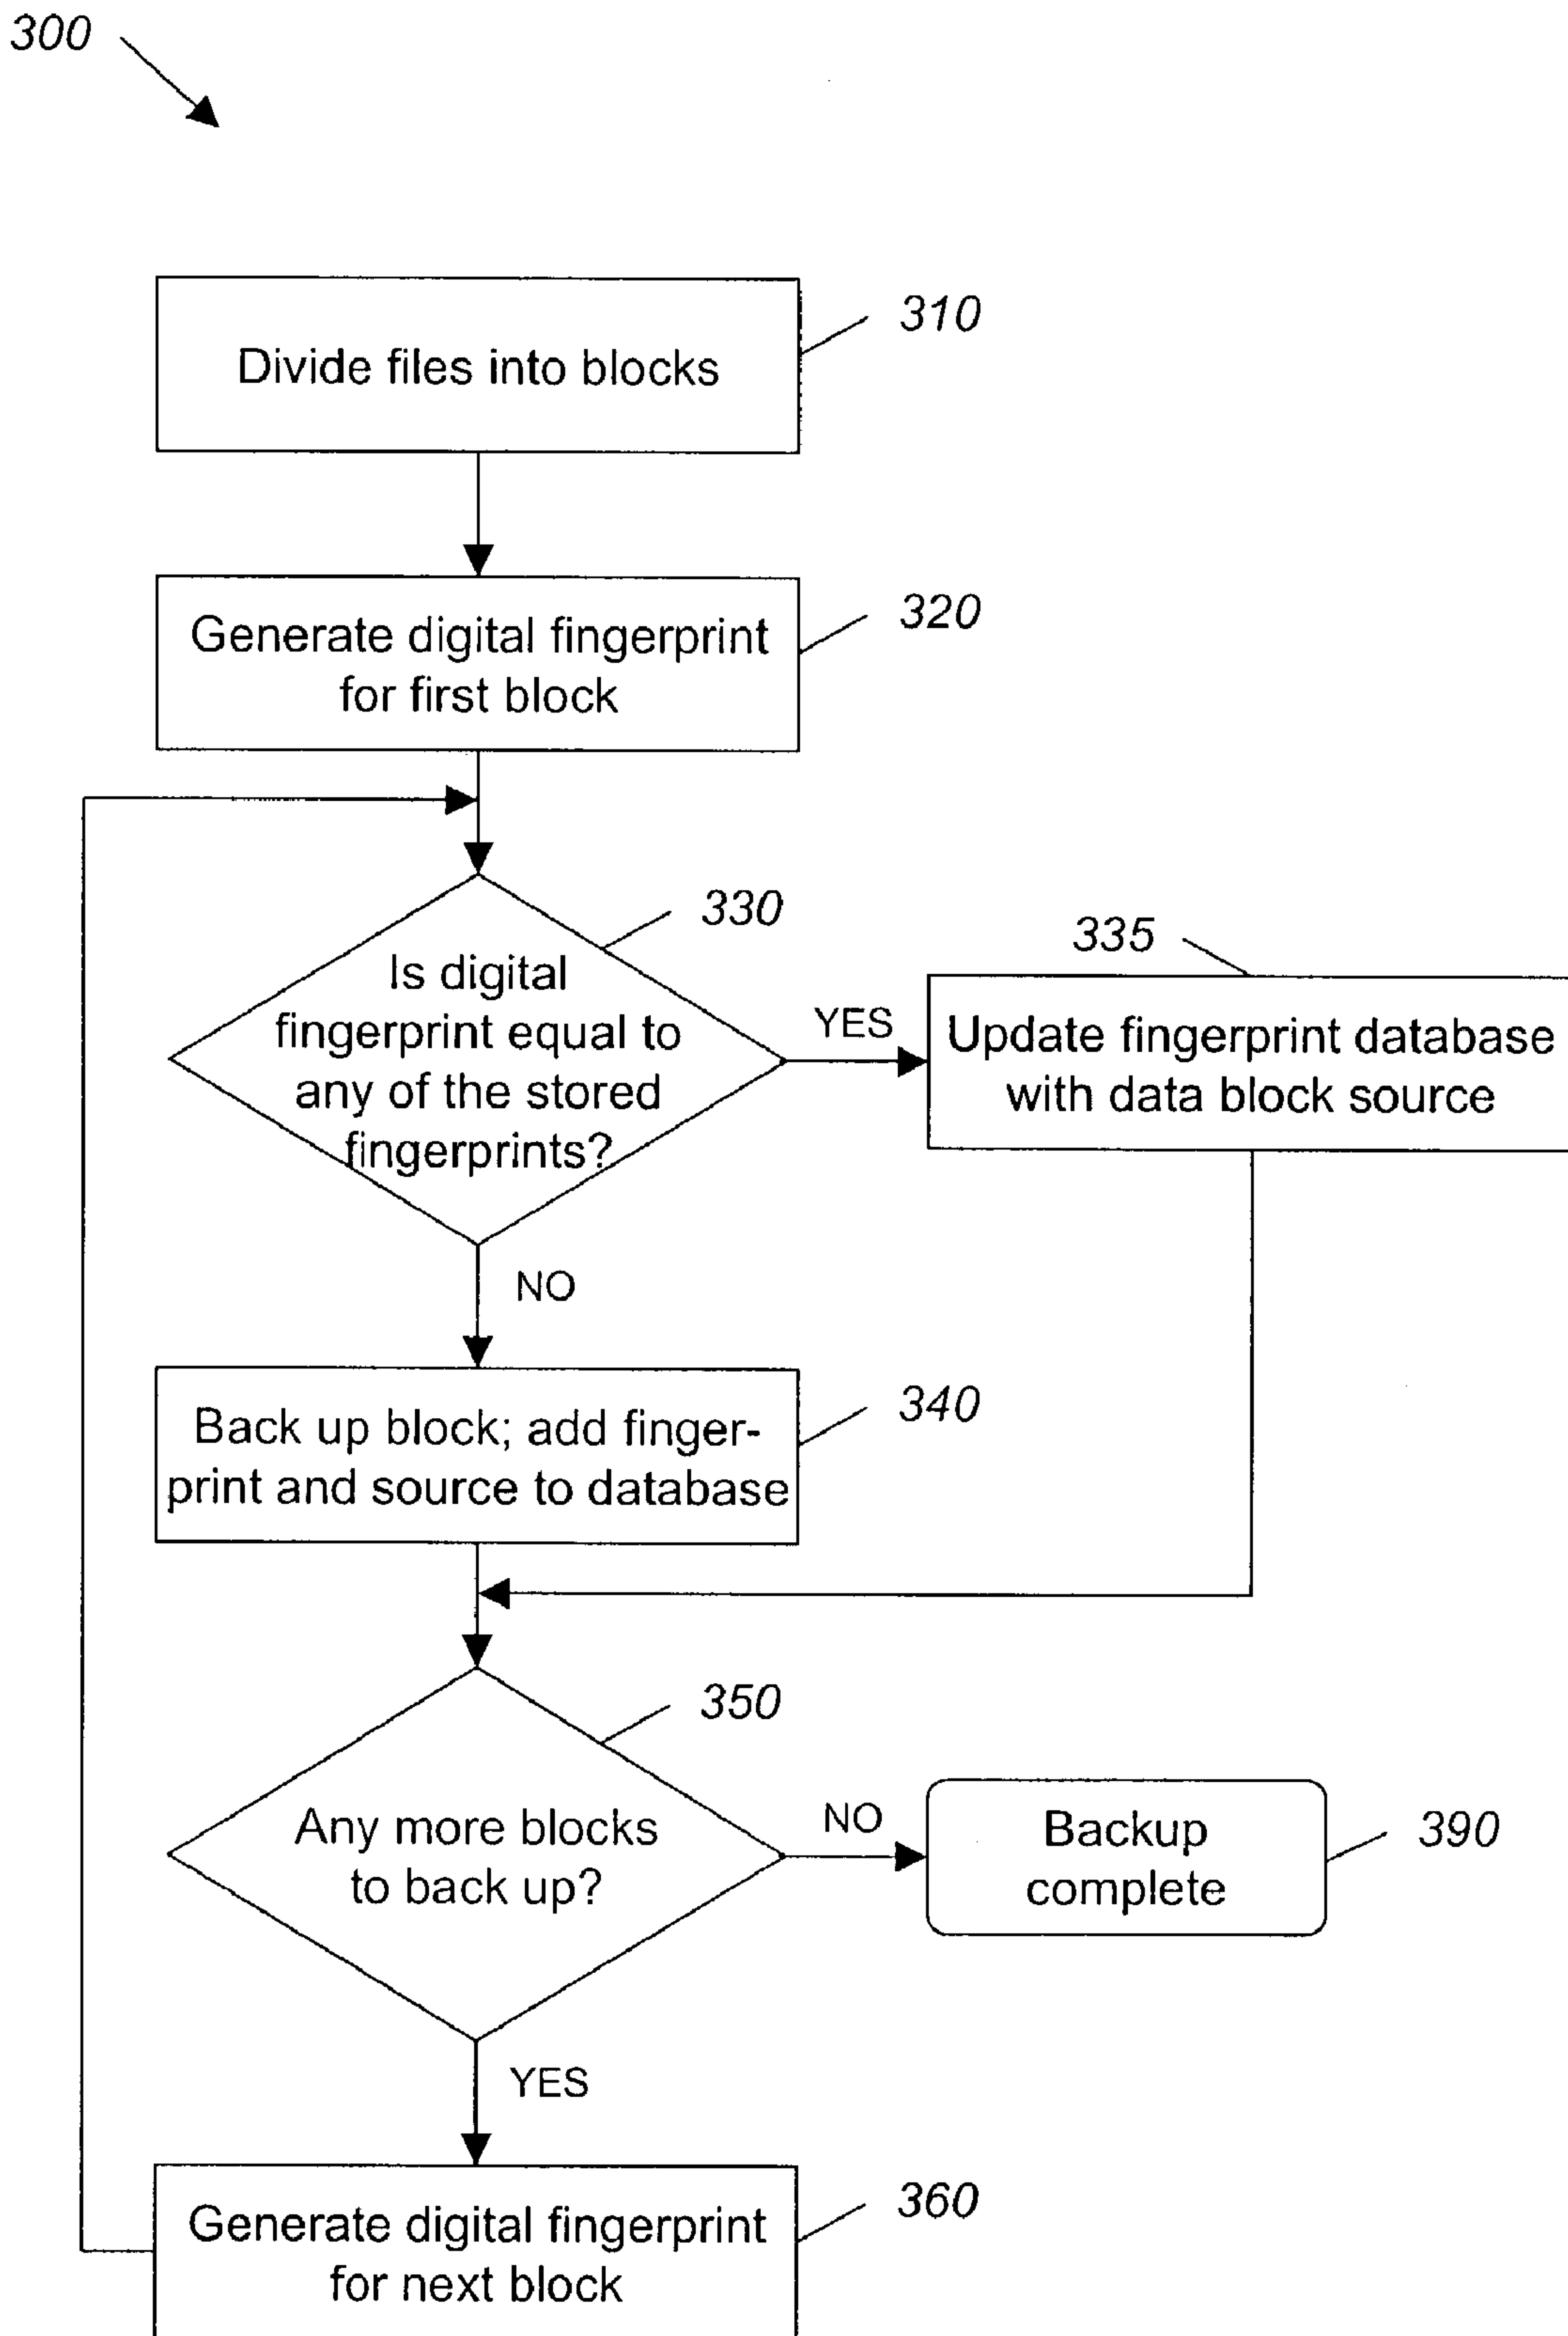 300
Divide files into blocks
310
Generate digital fingerprint
for first block
320
Is digital
fingerprint equal to
any of the stored
fingerprints?
330
YES
335
Update fingerprint database
with data block source
NO
Back up block; add finger-
print and source to database
340
Any more blocks
to back up?
350
NO
Backup
complete
390
YES
Generate digital fingerprint
for next block
360